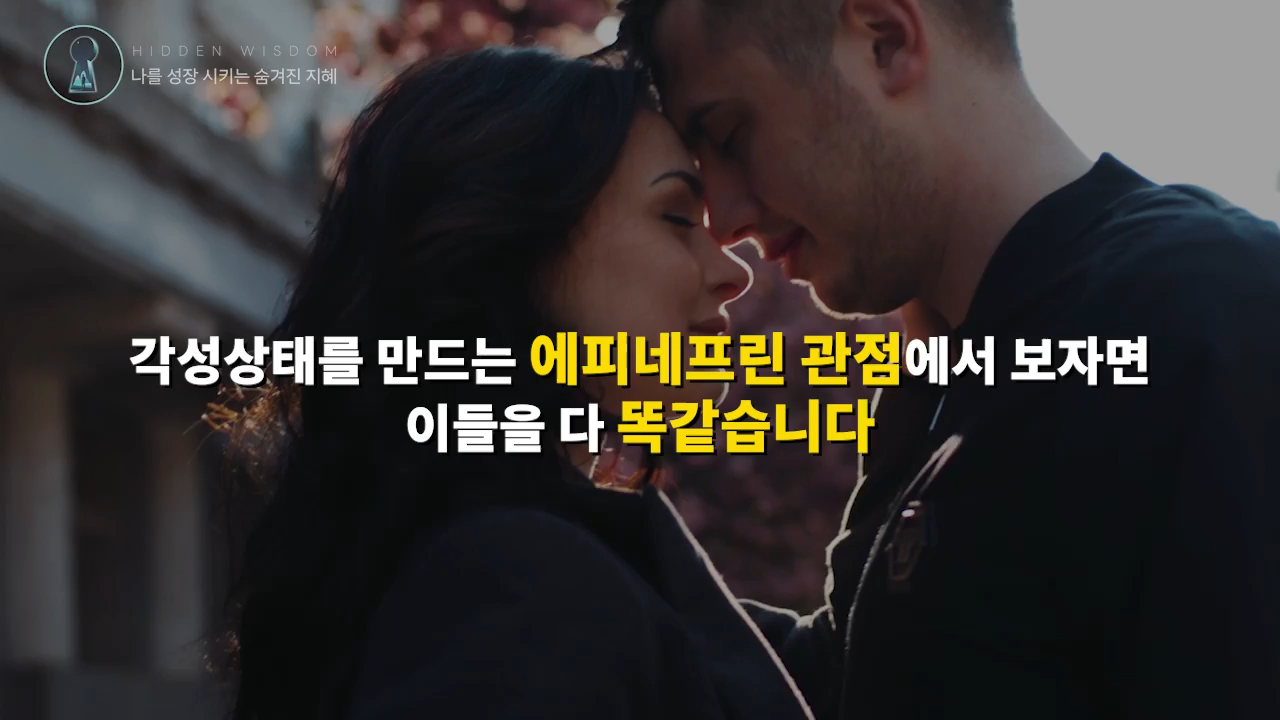 HIDDEN WISDOM
나를 성장 시키는 숨겨진 지혜
각성상태를 만드는 에피네프린 관점에서 보자면
이들을 다 똑같습니다